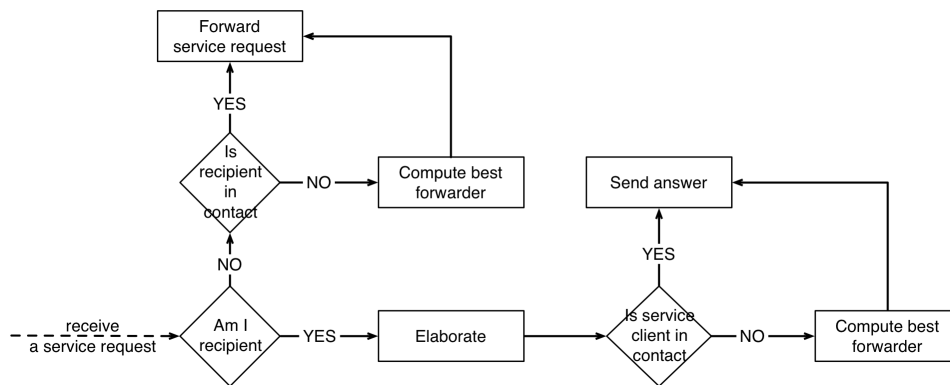 Forward
service request
YES
Is
recipient
in
contact
NO
Compute best
forwarder
Send answer
NO
YES
receive
a service request
Am I
recipient
YES
Elaborate
Is service
client in
contact
NO
Compute best
forwarder